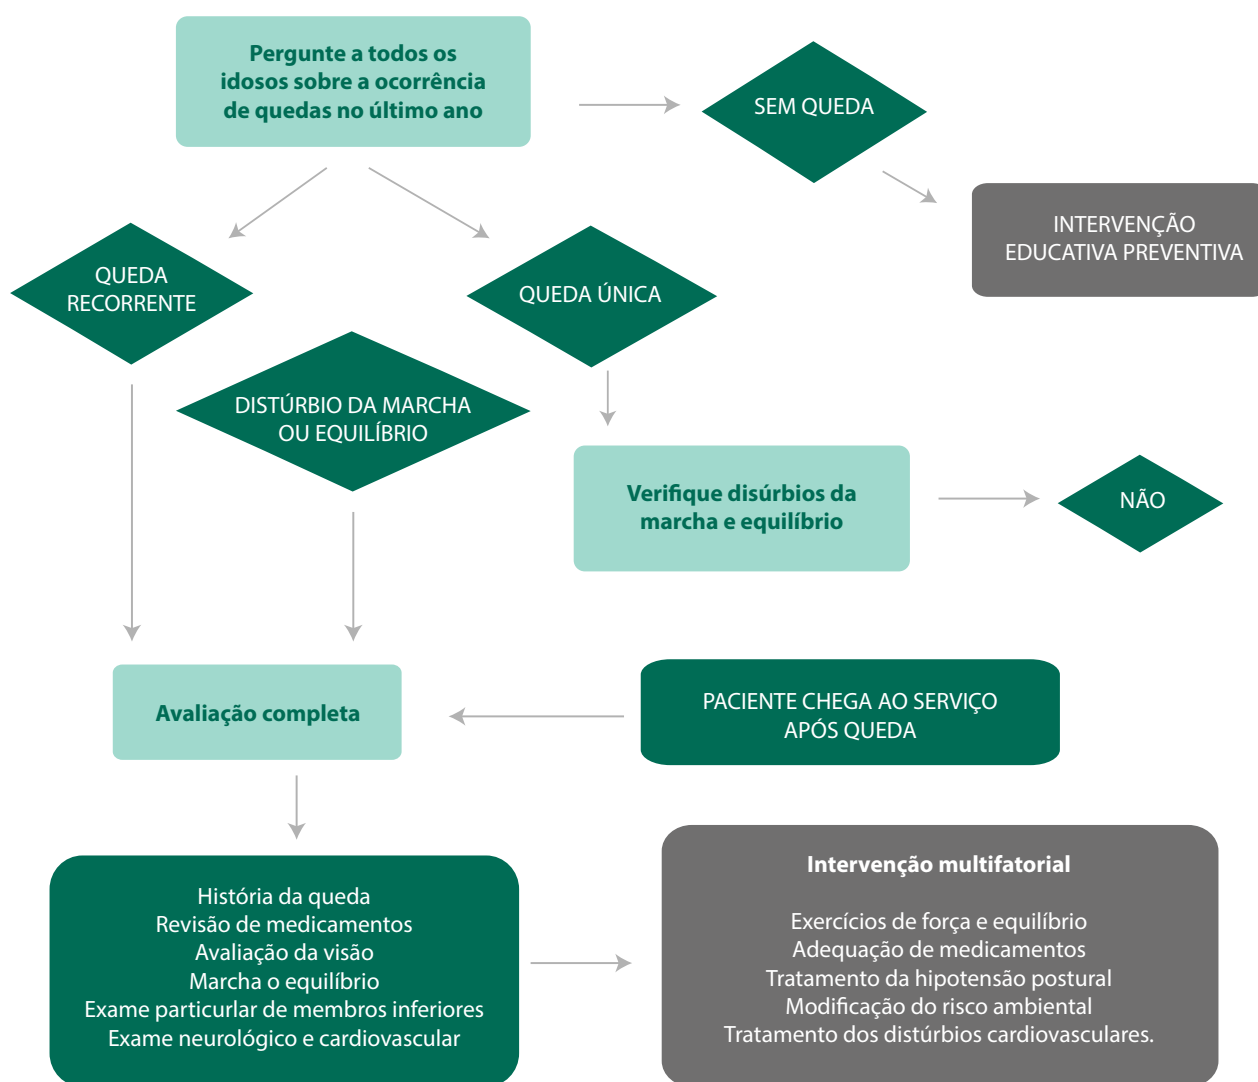 Pergunte a todos os
idosos sobre a ocorrência
de quedas no último ano
SEM QUEDA
INTERVENÇÃO
EDUCATIVA PREVENTIVA
QUEDA
RECORRENTE
QUEDA ÚNICA
DISTÚRBIO DA MARCHA
OU EQUILÍBRIO
Verifique disúrbios da
marcha e equilíbrio
NÃO
Avaliação completa
PACIENTE CHEGA AO SERVIÇO
APÓS QUEDA
História da queda
Revisão de medicamentos
Avaliação da visão
Marcha o equilíbrio
Exame particurlar de membros inferiores
Exame neurológico e cardiovascular
Intervenção multifatorial
Exercícios de força e equilíbrio
Adequação de medicamentos
Tratamento da hipotensão postural
Modificação do risco ambiental
Tratamento dos distúrbios cardiovasculares.